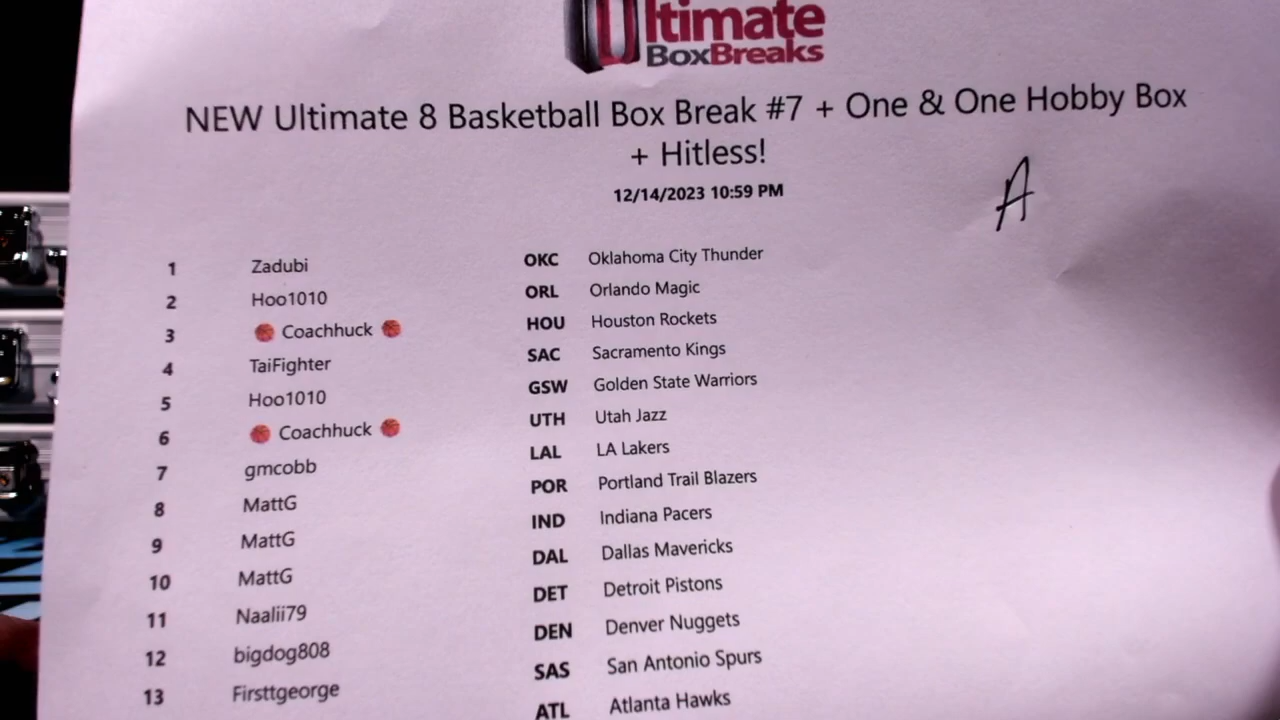 Ultimate
BoxBreaks
NEW Ultimate 8 Basketball Box Break #7 + One & One Hobby Box
+ Hitless!
12/14/2023 10:59 PM
A
1 Zadubi OKC Oklahoma City Thunder
2 Hoo1010 ORL Orlando Magic
3 Coachhuck HOU Houston Rockets
4 TaiFighter SAC Sacramento Kings
5 Hoo1010 GSW Golden State Warriors
6 Coachhuck UTH Utah Jazz
7 gmcobb LAL LA Lakers
8 MattG POR Portland Trail Blazers
9 MattG IND Indiana Pacers
10 MattG DAL Dallas Mavericks
11 Naalii79 DET Detroit Pistons
12 bigdog808 DEN Denver Nuggets
13 Firsttgeorge SAS San Antonio Spurs
ATL Atlanta Hawks